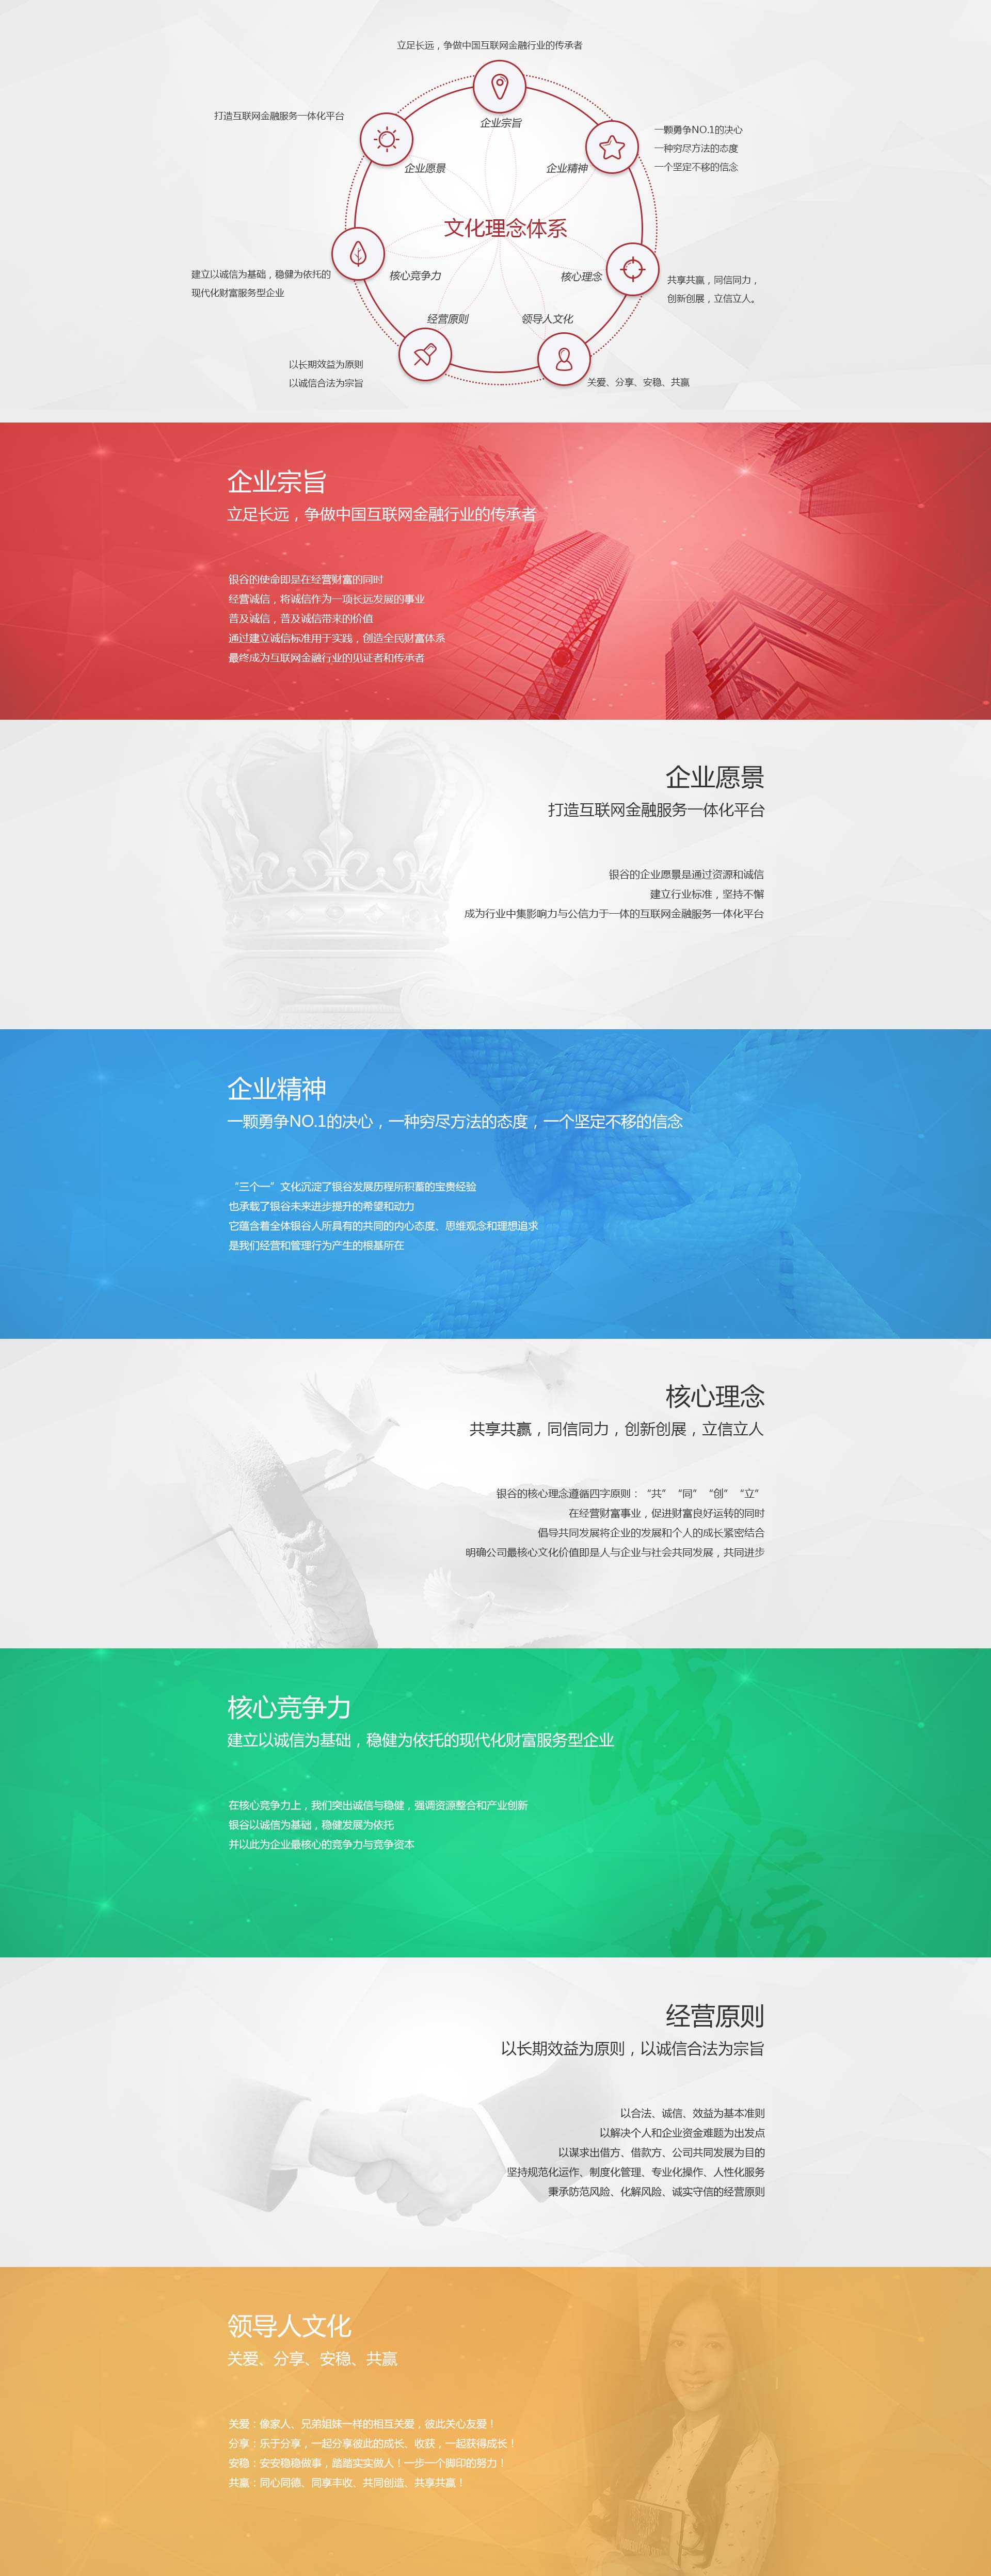 立足长远，争做中国互联网金融行业的传承者
企业宗旨
打造互联网金融服务一体化平台
企业愿景
一颗勇争NO.1的决心
一种穷尽方法的态度
一个坚定不移的信念
企业精神
文化理念体系
建立以诚信为基础，稳健为依托的
现代化财富服务型企业
核心竞争力
核心理念
共享共赢，同信同力，
创新创展，立信立人。
经营原则
以长期效益为原则
以诚信合法为宗旨
领导人文化
关爱、分享、安稳、共赢
企业宗旨
立足长远，争做中国互联网金融行业的传承者
银谷的使命即是在经营财富的同时
经营诚信，将诚信作为一项长远发展的事业
普及诚信，普及诚信带来的价值
通过建立诚信标准用于实践，创造全民财富体系
最终成为互联网金融行业的见证者和传承者
企业愿景
打造互联网金融服务一体化平台
银谷的企业愿景是通过资源和诚信
建立行业标准，坚持不懈
成为行业中集影响力与公信力于一体的互联网金融服务一体化平台
企业精神
一颗勇争NO.1的决心，一种穷尽方法的态度，一个坚定不移的信念
“三个一”文化沉淀了银谷发展历程所积蓄的宝贵经验
也承载了银谷未来进步提升的希望和动力
它蕴含着全体银谷人所具有的共同的内心态度、思维观念和理想追求
是我们经营和管理行为产生的根基所在
核心理念
共享共赢，同信同力，创新创展，立信立人
银谷的核心理念遵循四字原则：“共”“同”“创”“立”
在经营财富事业，促进财富良好运转的同时
倡导共同发展将企业的发展和个人的成长紧密结合
明确公司最核心文化价值即是人与企业与社会共同发展，共同进步
核心竞争力
建立以诚信为基础，稳健为依托的现代化财富服务型企业
在核心竞争力上，我们突出诚信与稳健，强调资源整合和产业创新
银谷以诚信为基础，稳健发展为依托
并以此为企业最核心的竞争力与竞争资本
诚信
经营原则
以长期效益为原则，以诚信合法为宗旨
以合法、诚信、效益为基本准则
以解决个人和企业资金难题为出发点
以谋求出借方、借款方、公司共同发展为目的
坚持规范化运作、制度化管理、专业化操作、人性化服务
秉承防范风险、化解风险、诚实守信的经营原则
领导人文化
关爱、分享、安稳、共赢
关爱：像家人、兄弟姐妹一样的相互关爱，彼此关心友爱！
分享：乐于分享，一起分享彼此的成长、收获，一起获得成长！
安稳：安安稳稳做事，踏踏实实做人！一步一个脚印的努力！
共赢：同心同德、同享丰收、共同创造、共享共赢！